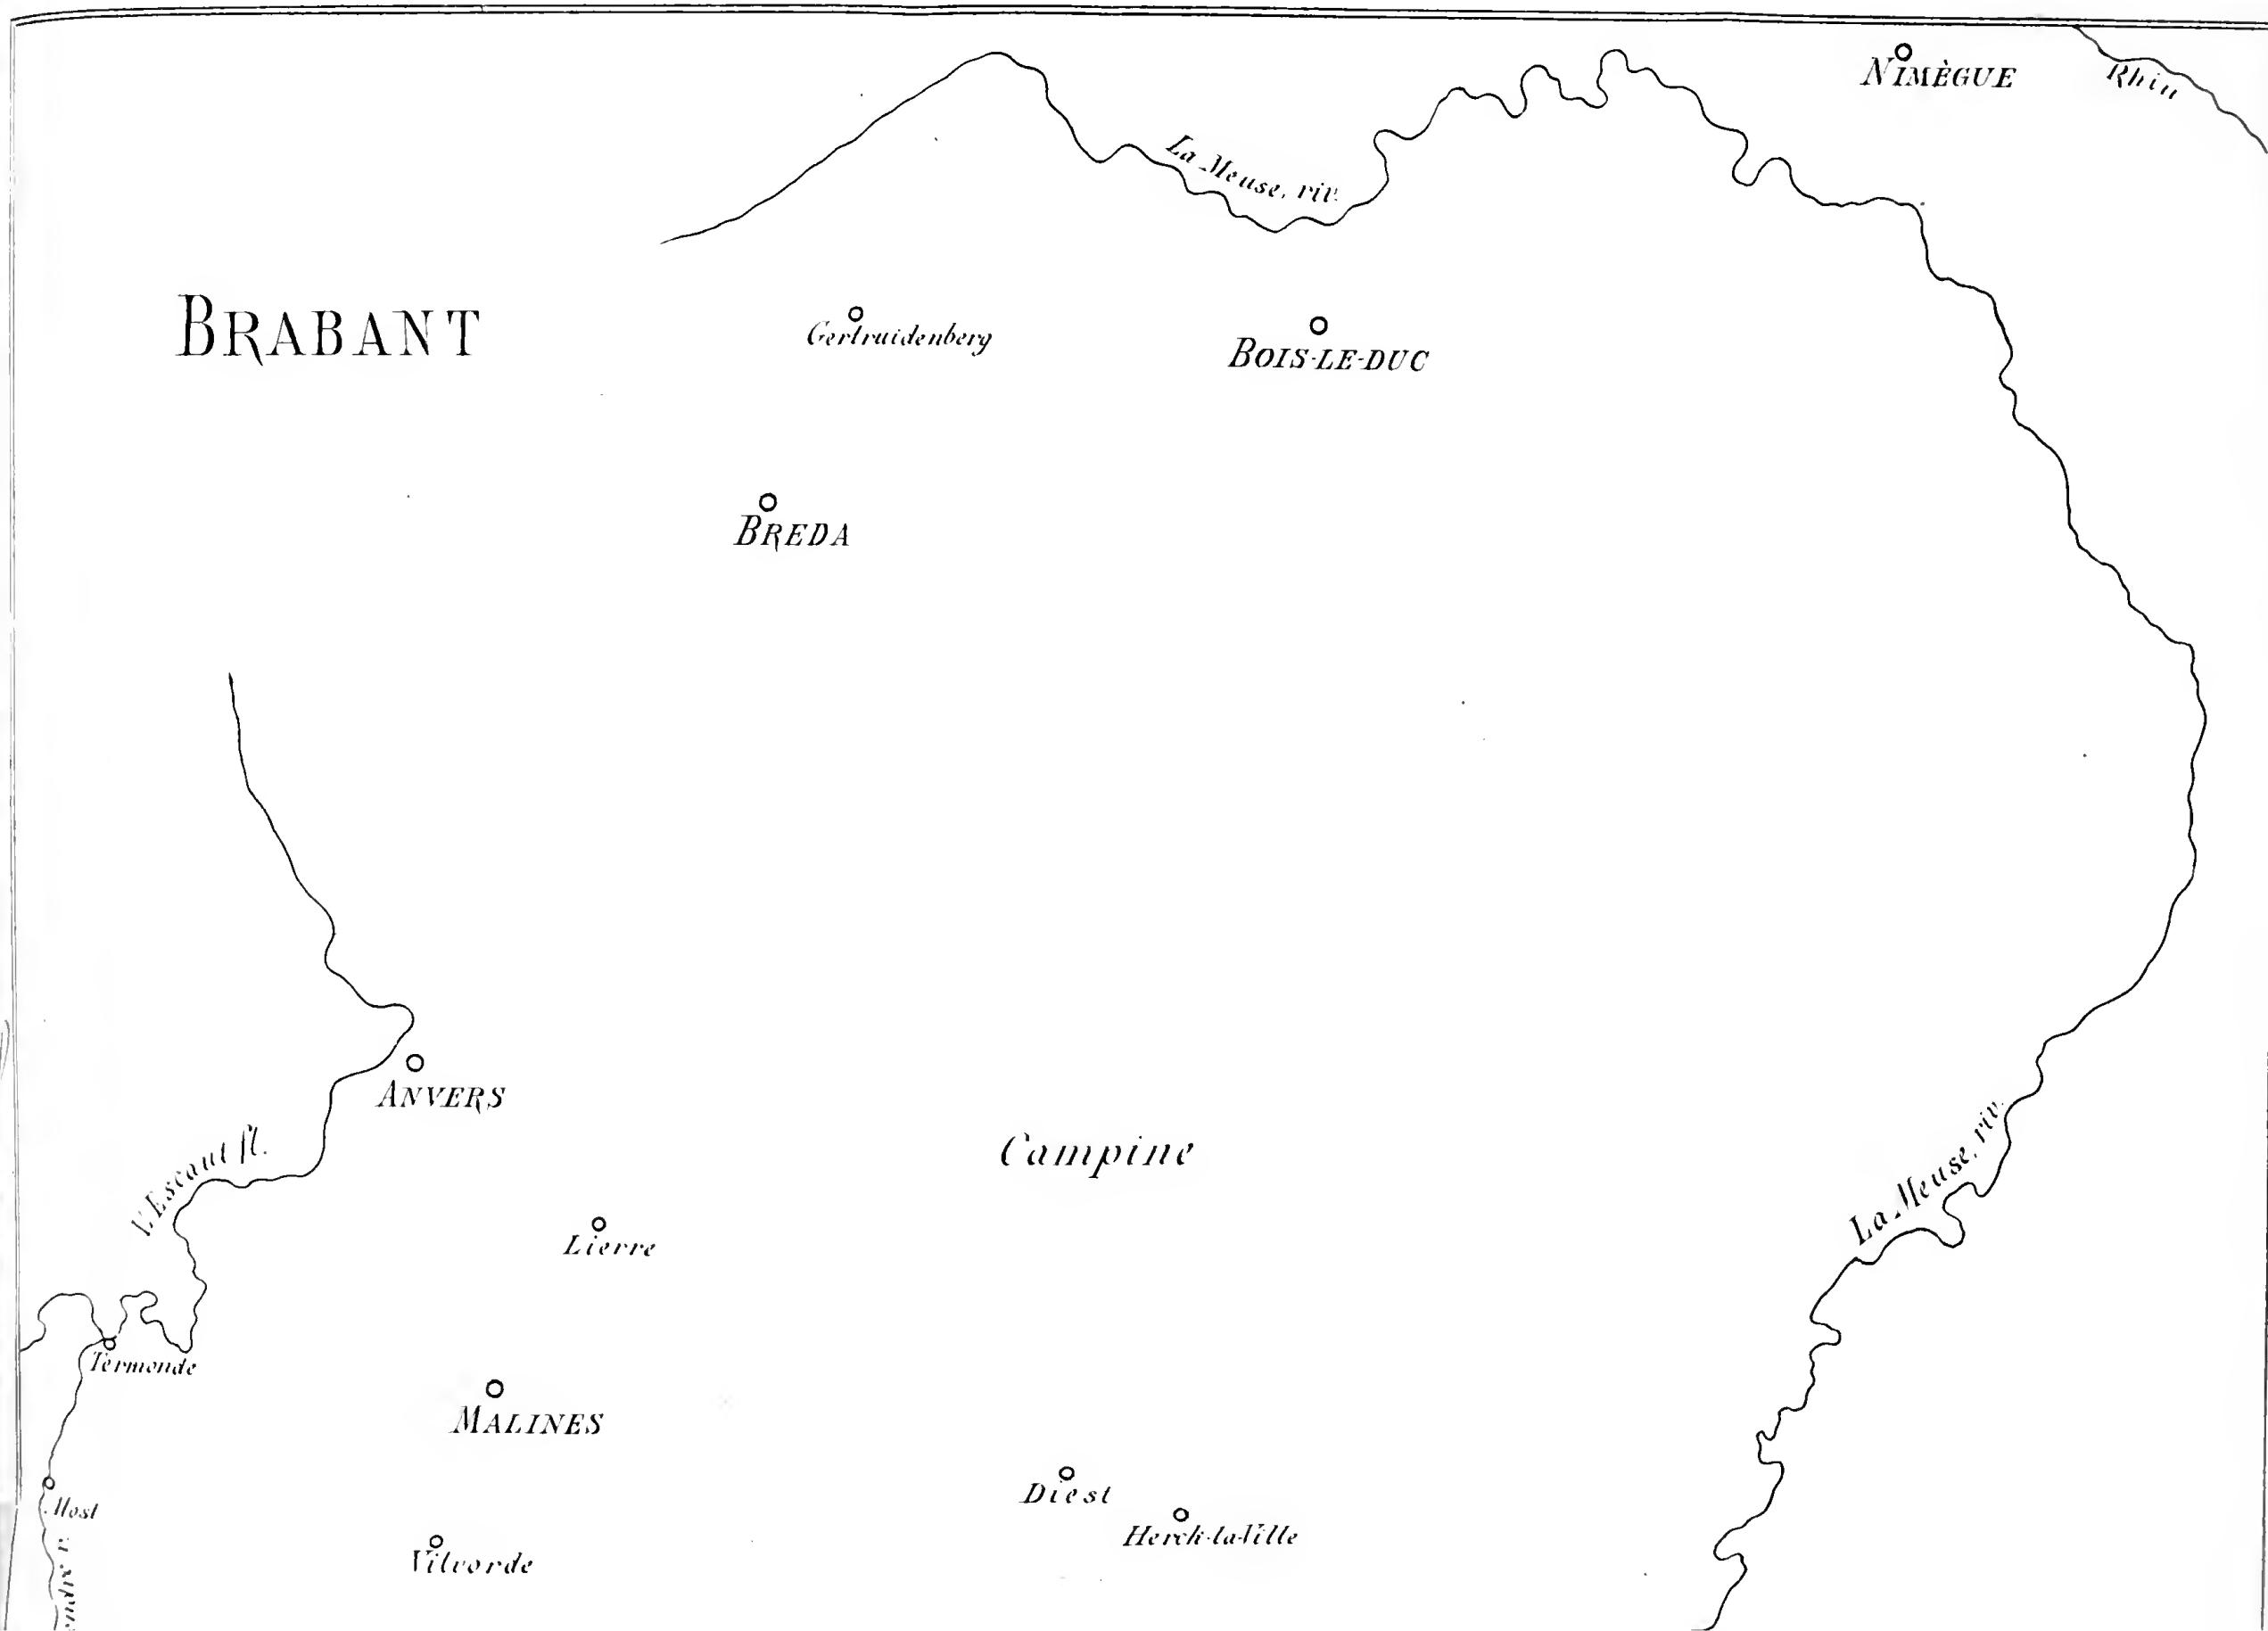 NIMÈGUE
Rhin
La Meuse, riv.
BRABANT
Gertruidenberg
BOIS-LE-DUC
BREDA
ANVERS
L'Escaut fl.
Campine
La Meuse, riv.
Lierre
Termonde
MALINES
Diest
Alost
Herck-la-Ville
Vilvorde